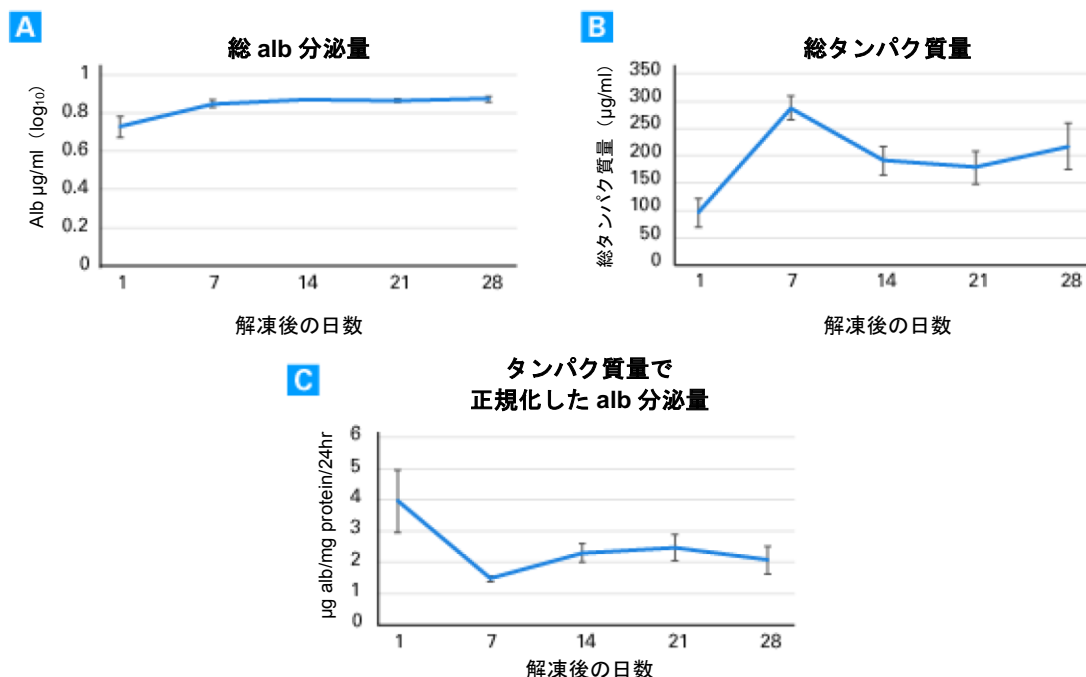 A
総 alb 分泌量
Alb µg/ml（log₁₀）
1
0.8
0.6
0.4
0.2
0
1 7 14 21 28
解凍後の日数
B
総タンパク質量
総タンパク質量（µg/ml）
350
300
250
200
150
100
50
0
1 7 14 21 28
解凍後の日数
C
タンパク質量で
正規化した alb 分泌量
µg alb/mg protein/24hr
6
5
4
3
2
1
0
1 7 14 21 28
解凍後の日数